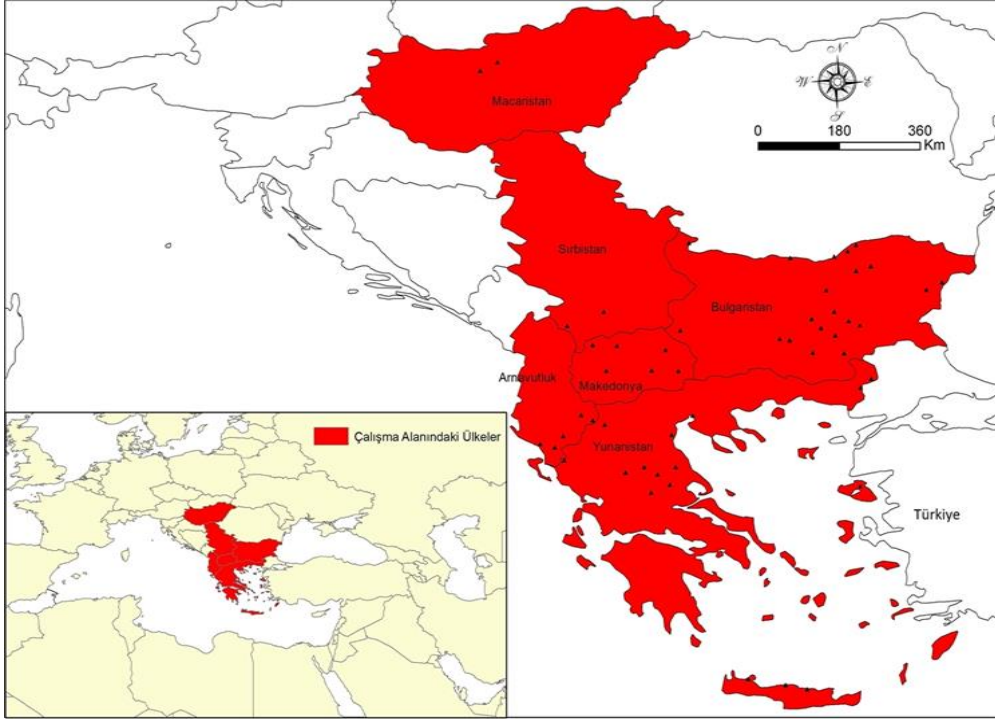 N
W E
S
0 180 360
Km
Macaristan
Sırbistan
Bulgaristan
Arnavutluk
Makedonya
Yunanistan
Türkiye
Çalışma Alanındaki Ülkeler